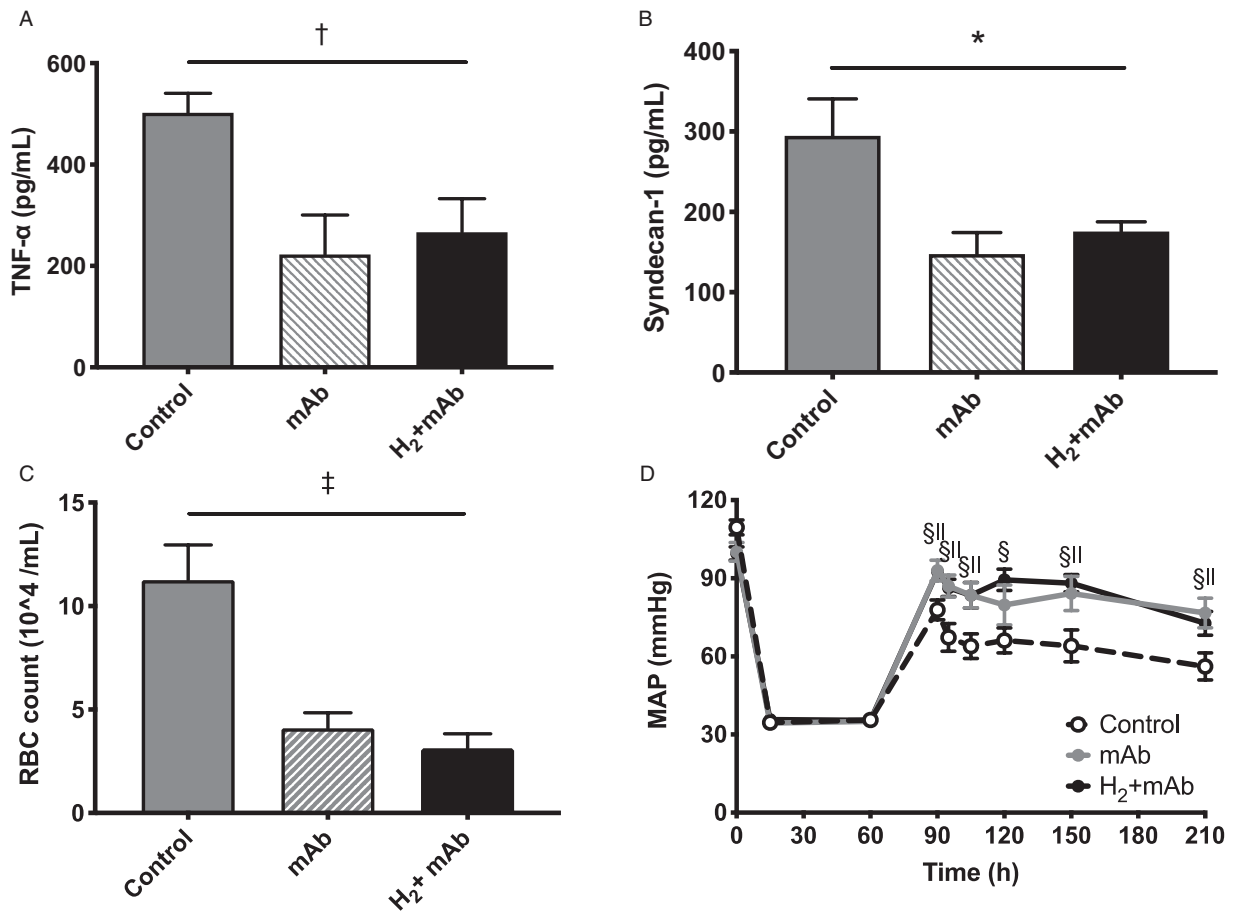 A
†
600
400
200
0
TNF-α (pg/mL)
Control
mAb
H₂+mAb
B
*
400
300
200
100
0
Syndecan-1 (pg/mL)
Control
mAb
H₂+mAb
C
‡
15
10
5
0
RBC count (10^4 /mL)
Control
mAb
H₂+ mAb
D
120
90
60
30
0
MAP (mmHg)
§II
§II
§II
§
§II
§II
Control
mAb
H₂+mAb
0 30 60 90 120 150 180 210
Time (h)